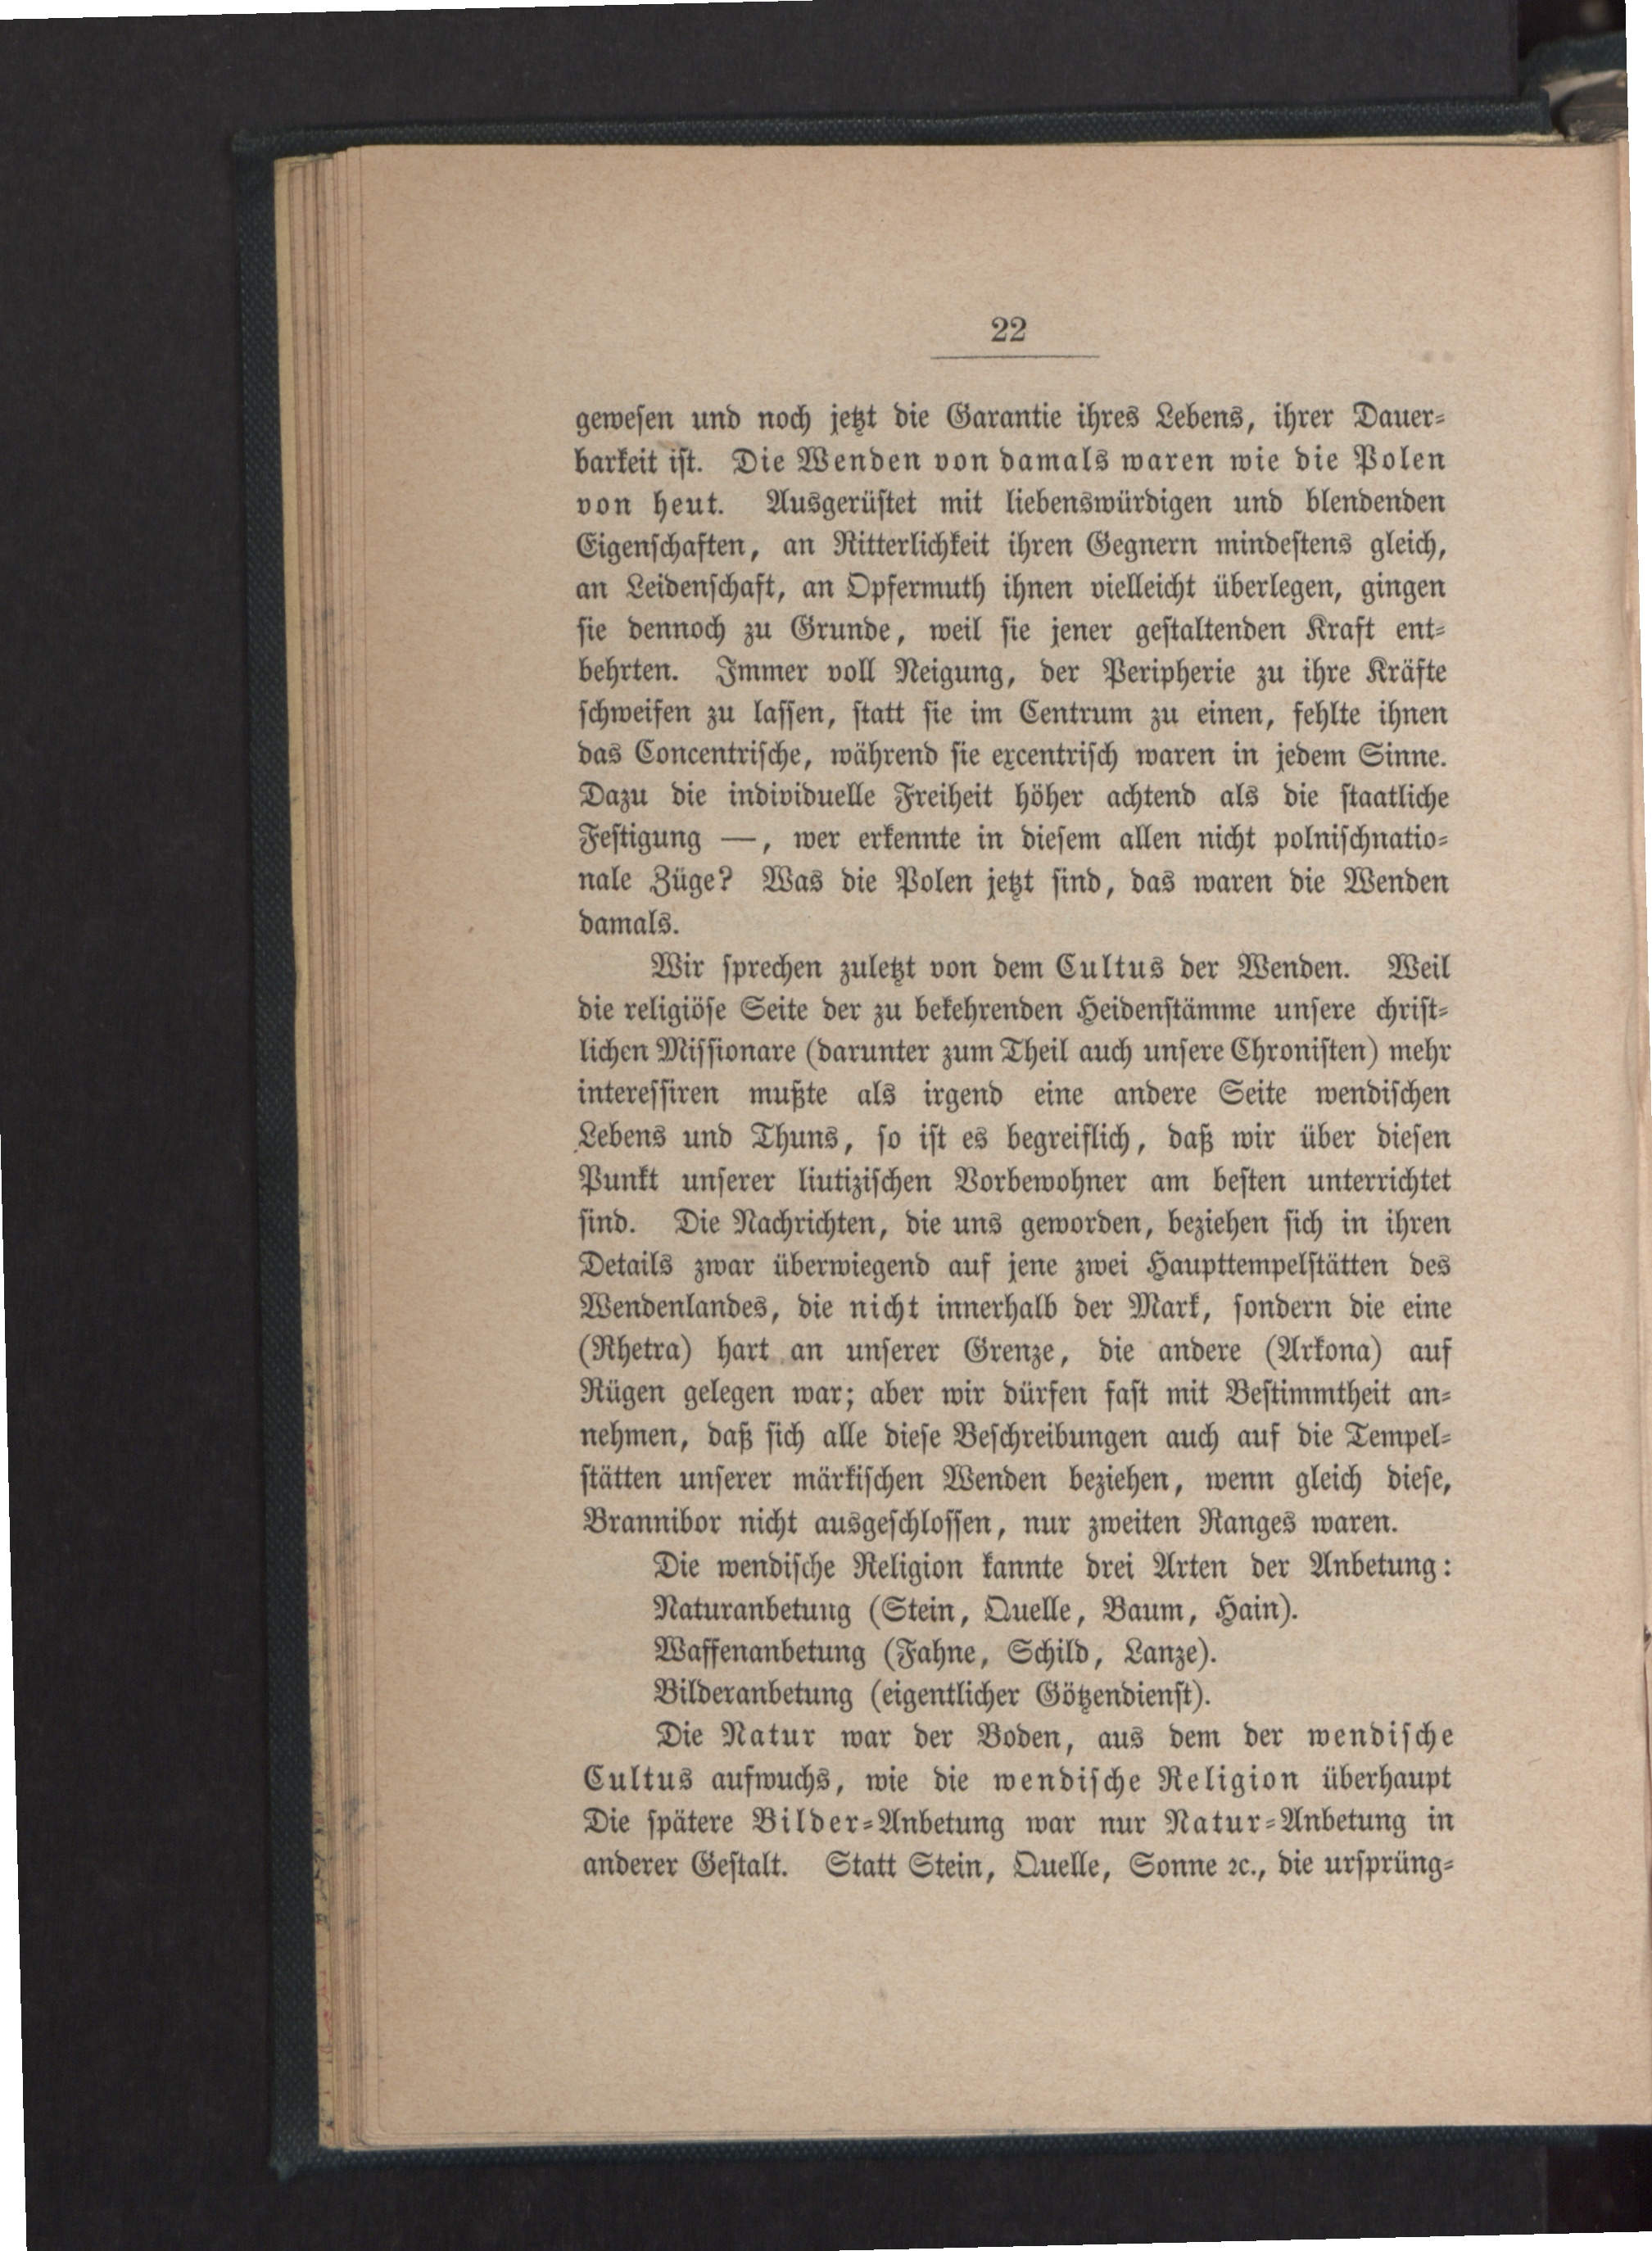 22
gewesen und noch jetzt die Garantie ihres Lebens, ihrer Dauer-
barkeit ist. Die Wenden von damals waren wie die Polen
von heut. Ausgerüstet mit liebenswürdigen und blendenden
Eigenschaften, an Ritterlichkeit ihren Gegnern mindestens gleich,
an Leidenschaft, an Opfermuth ihnen vielleicht überlegen, gingen
sie dennoch zu Grunde, weil sie jener gestaltenden Kraft ent-
behrten. Immer voll Neigung, der Peripherie zu ihre Kräfte
schweifen zu lassen, statt sie im Centrum zu einen, fehlte ihnen
das Concentrische, während sie excentrisch waren in jedem Sinne.
Dazu die individuelle Freiheit höher achtend als die staatliche
Festigung —, wer erkennte in diesem allen nicht polnischnatio-
nale Züge? Was die Polen jetzt sind, das waren die Wenden
damals.
Wir sprechen zuletzt von dem Cultus der Wenden. Weil
die religiöse Seite der zu bekehrenden Heidenstämme unsere christ-
lichen Missionare (darunter zum Theil auch unsere Chronisten) mehr
interessiren mußte als irgend eine andere Seite wendischen
Lebens und Thuns, so ist es begreiflich, daß wir über diesen
Punkt unserer liutizischen Vorbewohner am besten unterrichtet
sind. Die Nachrichten, die uns geworden, beziehen sich in ihren
Details zwar überwiegend auf jene zwei Haupttempelstätten des
Wendenlandes, die nicht innerhalb der Mark, sondern die eine
(Rhetra) hart an unserer Grenze, die andere (Arkona) auf
Rügen gelegen war; aber wir dürfen fast mit Bestimmtheit an-
nehmen, daß sich alle diese Beschreibungen auch auf die Tempel-
stätten unserer märkischen Wenden beziehen, wenn gleich diese,
Brannibor nicht ausgeschlossen, nur zweiten Ranges waren.
Die wendische Religion kannte drei Arten der Anbetung:
Naturanbetung (Stein, Quelle, Baum, Hain).
Waffenanbetung (Fahne, Schild, Lanze).
Bilderanbetung (eigentlicher Götzendienst).
Die Natur war der Boden, aus dem der wendische
Cultus aufwuchs, wie die wendische Religion überhaupt
Die spätere Bilder-Anbetung war nur Natur-Anbetung in
anderer Gestalt. Statt Stein, Quelle, Sonne ꝛc., die ursprüng-